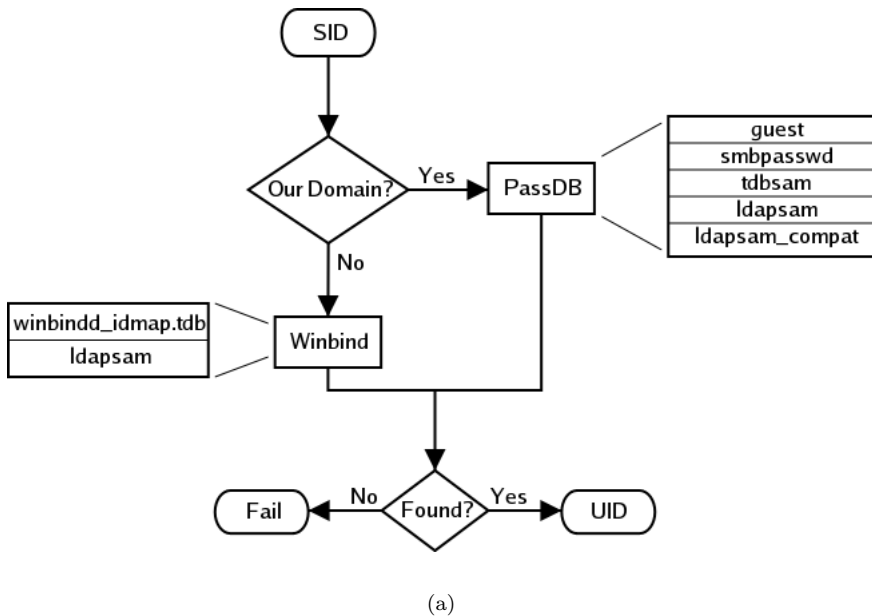 SID
Our Domain?
Yes
PassDB
guest
smbpasswd
tdbsam
ldapsam
ldapsam_compat
No
winbindd_idmap.tdb
ldapsam
Winbind
Fail
No
Found?
Yes
UID
(a)